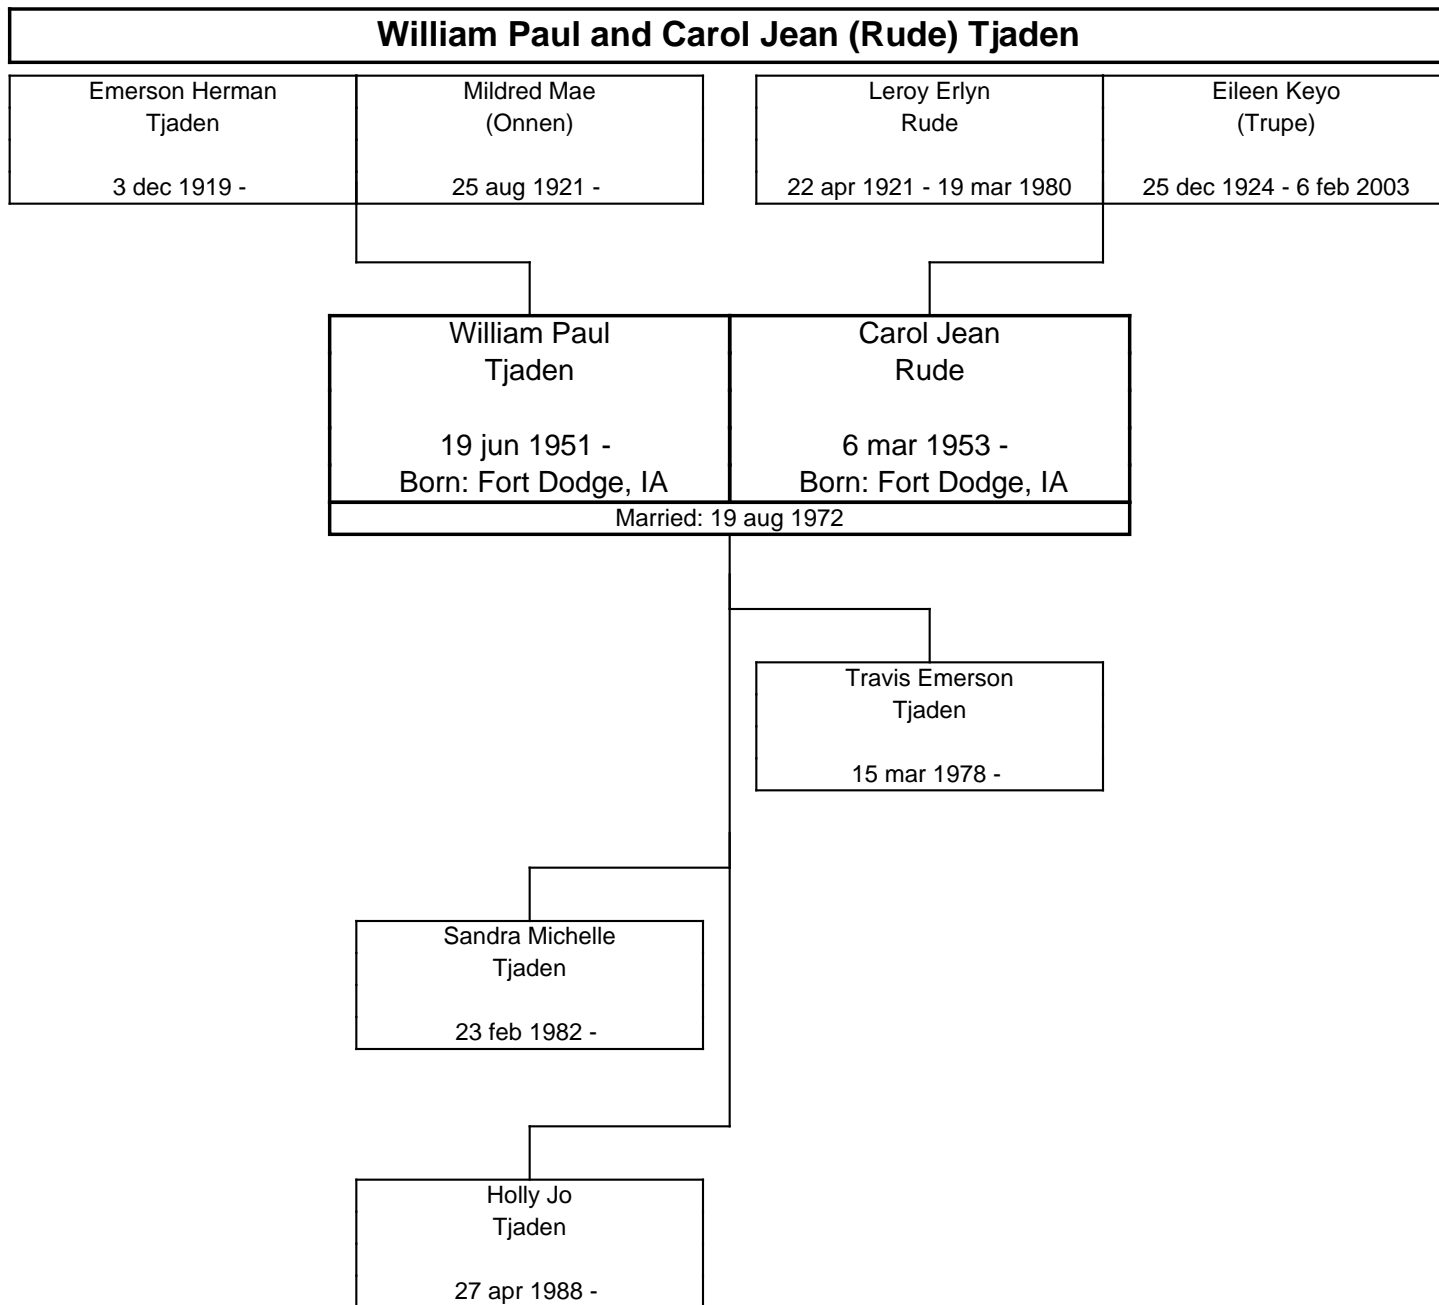 William Paul and Carol Jean (Rude) Tjaden
Emerson Herman
Tjaden
3 dec 1919 -
Mildred Mae
(Onnen)
25 aug 1921 -
Leroy Erlyn
Rude
22 apr 1921 - 19 mar 1980
Eileen Keyo
(Trupe)
25 dec 1924 - 6 feb 2003
William Paul
Tjaden
19 jun 1951 -
Born: Fort Dodge, IA
Carol Jean
Rude
6 mar 1953 -
Born: Fort Dodge, IA
Married: 19 aug 1972
Travis Emerson
Tjaden
15 mar 1978 -
Sandra Michelle
Tjaden
23 feb 1982 -
Holly Jo
Tjaden
27 apr 1988 -